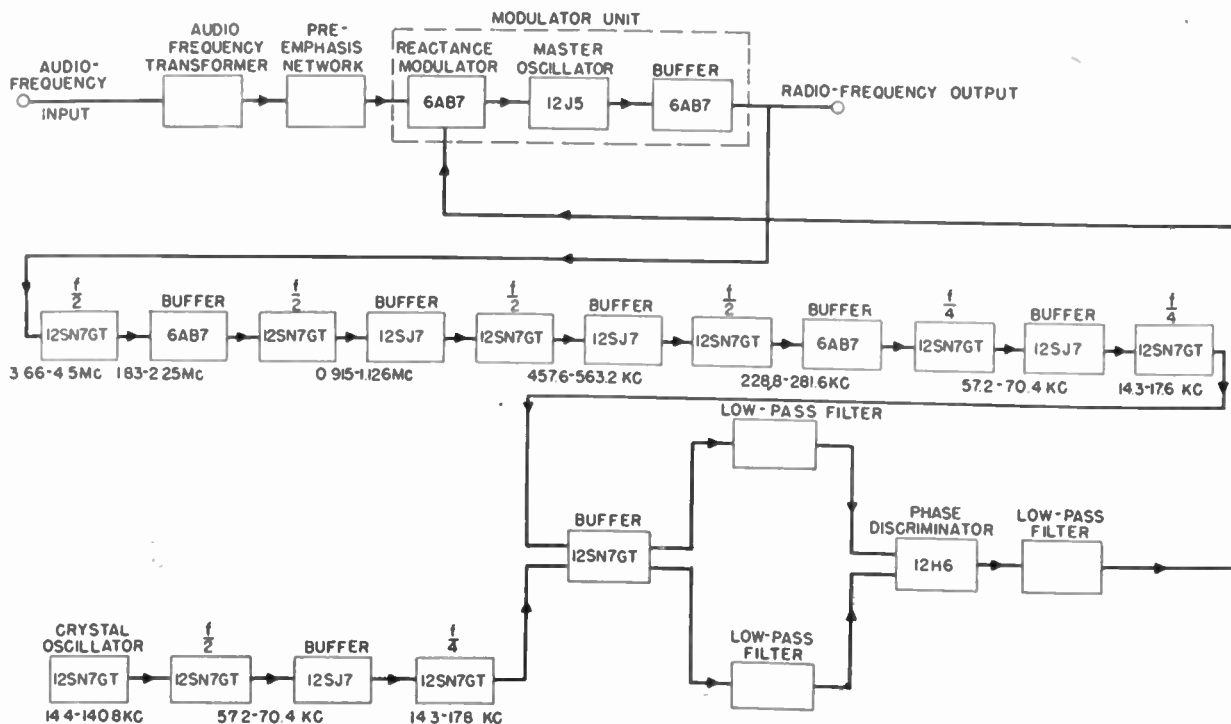 MODULATOR UNIT
AUDIO-
FREQUENCY
INPUT
AUDIO
FREQUENCY
TRANSFORMER
PRE-
EMPHASIS
NETWORK
REACTANCE
MODULATOR
6AB7
MASTER
OSCILLATOR
12J5
BUFFER
6AB7
RADIO-FREQUENCY OUTPUT
f/2
BUFFER
f/2
BUFFER
f/2
BUFFER
f/2
BUFFER
f/4
BUFFER
f/4
12SN7GT
6AB7
12SN7GT
12SJ7
12SN7GT
12SJ7
12SN7GT
6AB7
12SN7GT
12SJ7
12SN7GT
3 66-4 5Mc
1 83-2 25Mc
0 915-1.126Mc
457.6-563.2 KC
228.8-281.6 KC
57.2-70.4 KC
14.3-17.6 KC
LOW-PASS FILTER
BUFFER
12SN7GT
PHASE
DISCRIMINATOR
12H6
LOW-PASS
FILTER
LOW-PASS
FILTER
CRYSTAL
OSCILLATOR
12SN7GT
f/2
12SN7GT
BUFFER
12SJ7
f/4
12SN7GT
14 4-140 8 KC
57 2-70.4 KC
14 3-17 8 KC